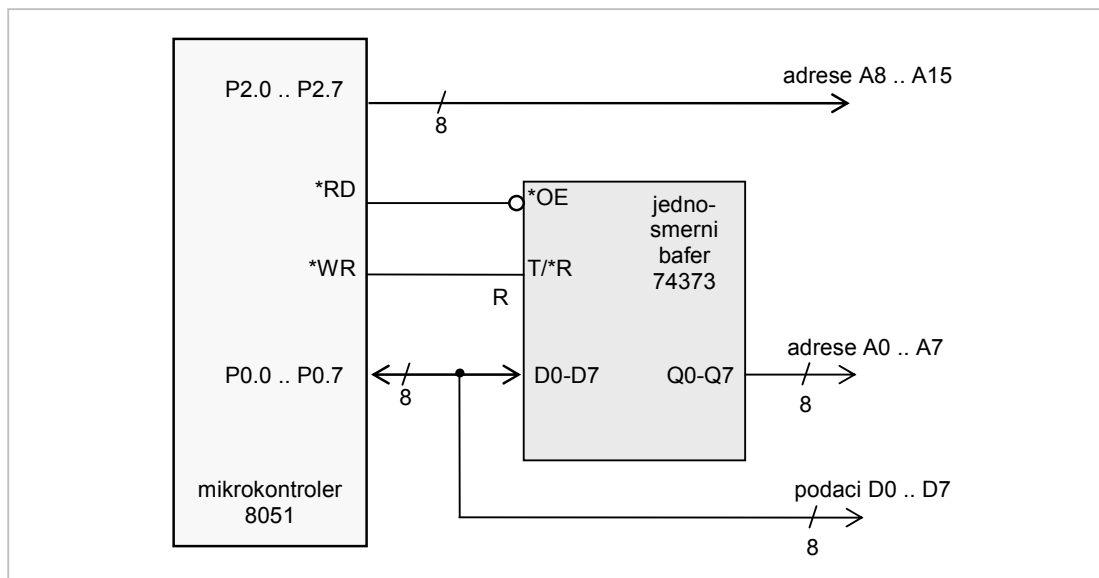 P2.0 .. P2.7
8
adrese A8 .. A15
*RD
*OE
jedno-
smerni
bafer
74373
*WR
T/*R
R
P0.0 .. P0.7
8
D0-D7
Q0-Q7
adrese A0 .. A7
8
mikrokontroler
8051
podaci D0 .. D7
8